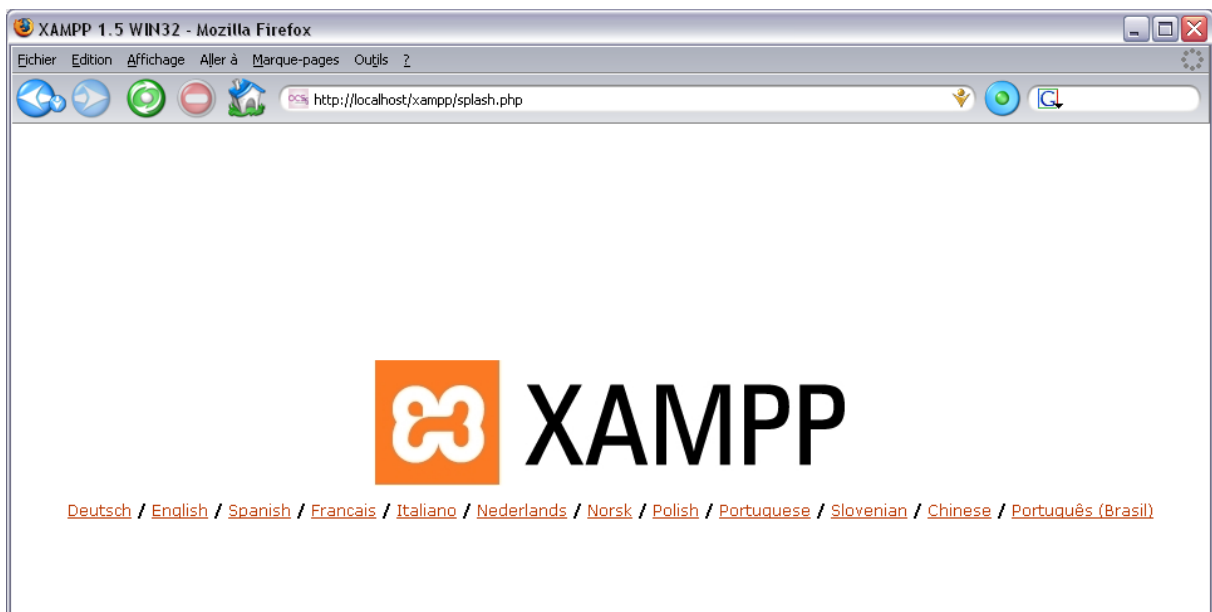 XAMPP 1.5 WIN32 - Mozilla Firefox
Fichier Edition Affichage Aller à Marque-pages Outils ?
OCS http://localhost/xampp/splash.php G
XAMPP
Deutsch / English / Spanish / Francais / Italiano / Nederlands / Norsk / Polish / Portuguese / Slovenian / Chinese / Português (Brasil)